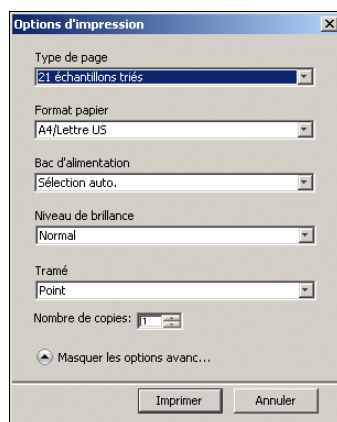 Options d'impression
Type de page
21 échantillons triés
Format papier
A4/Lettre US
Bac d'alimentation
Sélection auto.
Niveau de brillance
Normal
Tramé
Point
Nombre de copies: 1
Masquer les options avanc...
Imprimer Annuler